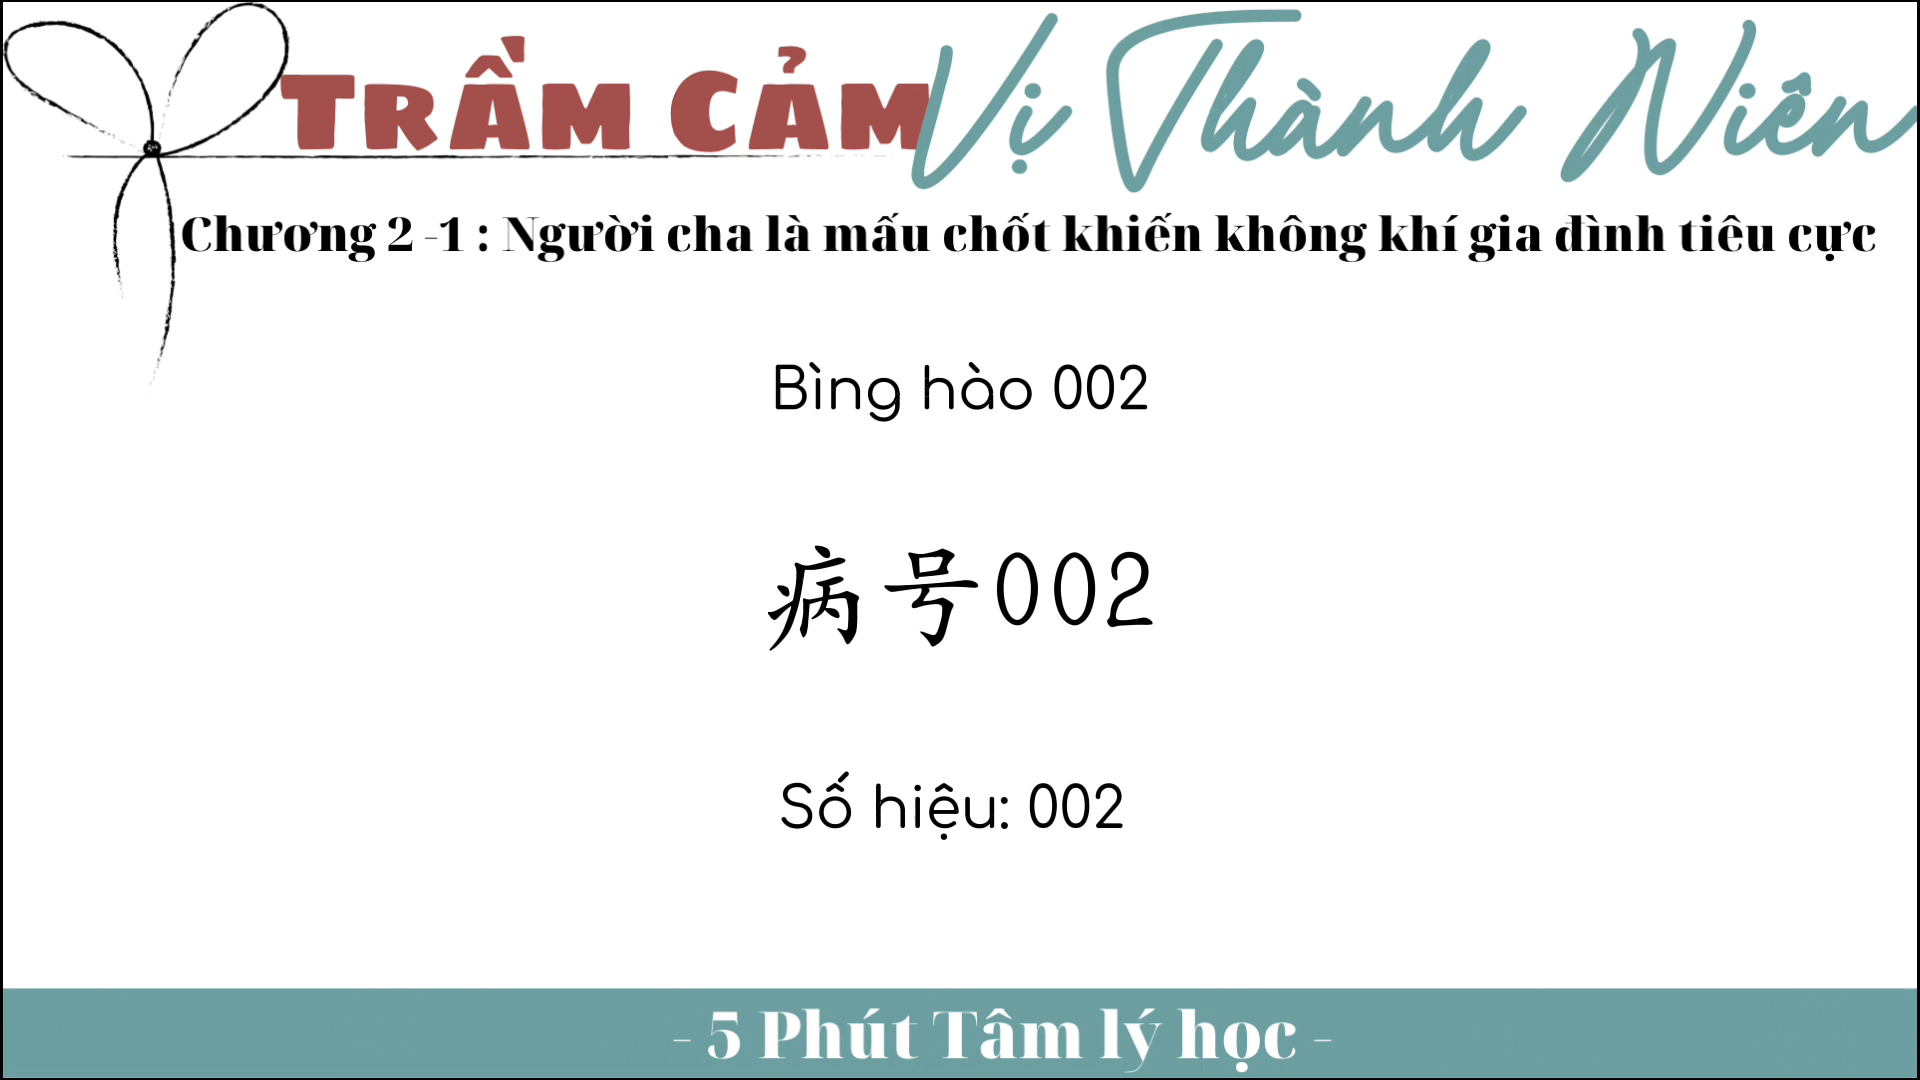 Trầm Cảm Vị Thành Niên
Chương 2 -1 : Người cha là mấu chốt khiến không khí gia đình tiêu cực
Bìng hào 002
病号002
Số hiệu: 002
- 5 Phút Tâm lý học -